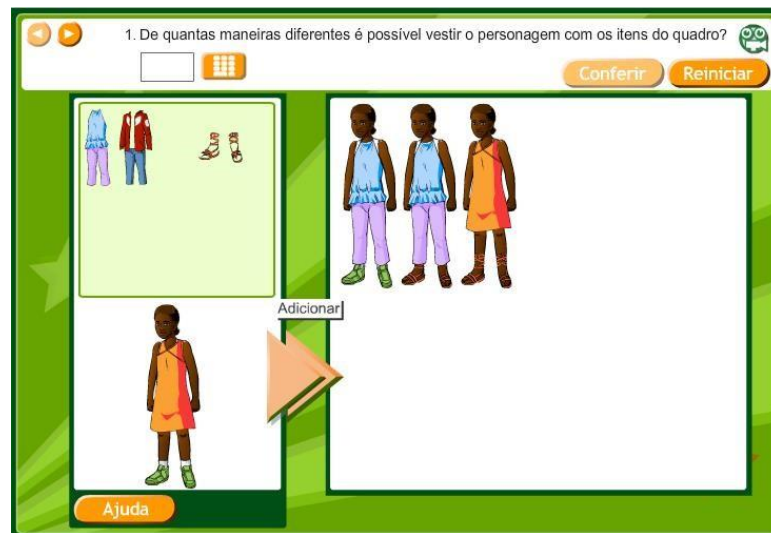 1. De quantas maneiras diferentes é possível vestir o personagem com os itens do quadro?
Conferir
Reiniciar
Adicionar
Ajuda